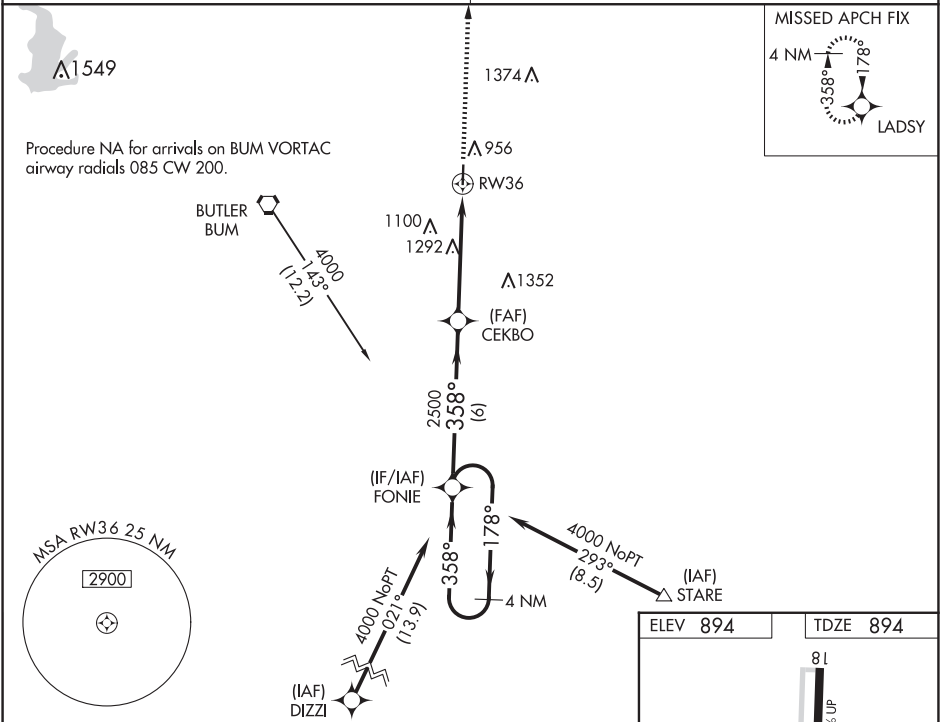 MISSED APCH FIX
4 NM
358°
178°
LADSY
1549
1374
Procedure NA for arrivals on BUM VORTAC
airway radials 085 CW 200.
956
RW36
BUTLER
BUM
4000
143°
(12.2)
1100
1292
1352
(FAF)
CEKBO
2500
358°
(6)
(IF/IAF)
FONIE
358°
178°
4 NM
4000 NoPT
293°
(8.5)
(IAF)
STARE
MSA RW36 25 NM
2900
4000 NoPT
021°
(13.9)
(IAF)
DIZZI
ELEV 894
TDZE 894
18
% UP